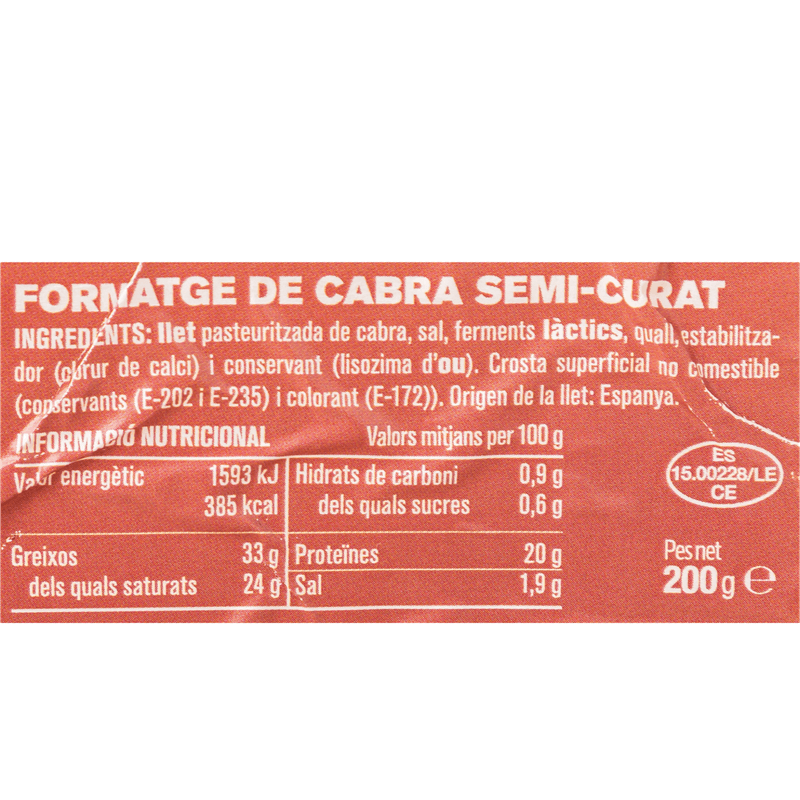 FORMATGE DE CABRA SEMI-CURAT
INGREDIENTS: llet pasteuritzada de cabra, sal, ferments làctics, quall, estabilitza-
dor (clorur de calci) i conservant (lisozima d'ou). Crosta superficial no comestible
(conservants (E-202 i E-235) i colorant (E-172)). Origen de la llet: Espanya.
INFORMACIÓ NUTRICIONAL Valors mitjans per 100 g
Valor energètic 1593 kJ Hidrats de carboni 0,9 g
385 kcal dels quals sucres 0,6 g
Greixos 33 g Proteïnes 20 g
dels quals saturats 24 g Sal 1,9 g
ES
15.00228/LE
CE
Pes net
200 g ℮